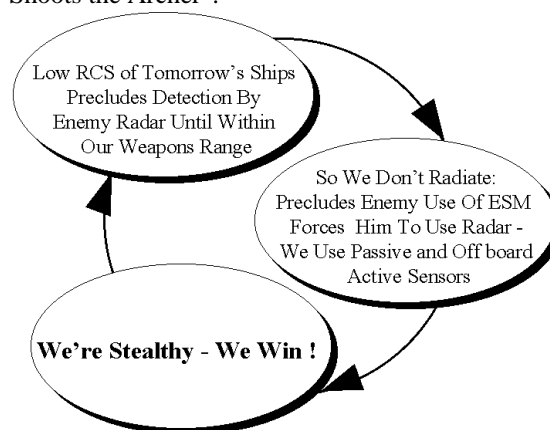 Shoots the Archer".
Low RCS of Tomorrow's Ships
Precludes Detection By
Enemy Radar Until Within
Our Weapons Range
So We Don't Radiate:
Precludes Enemy Use Of ESM
Forces Him To Use Radar -
We Use Passive and Off board
Active Sensors
We're Stealthy - We Win !